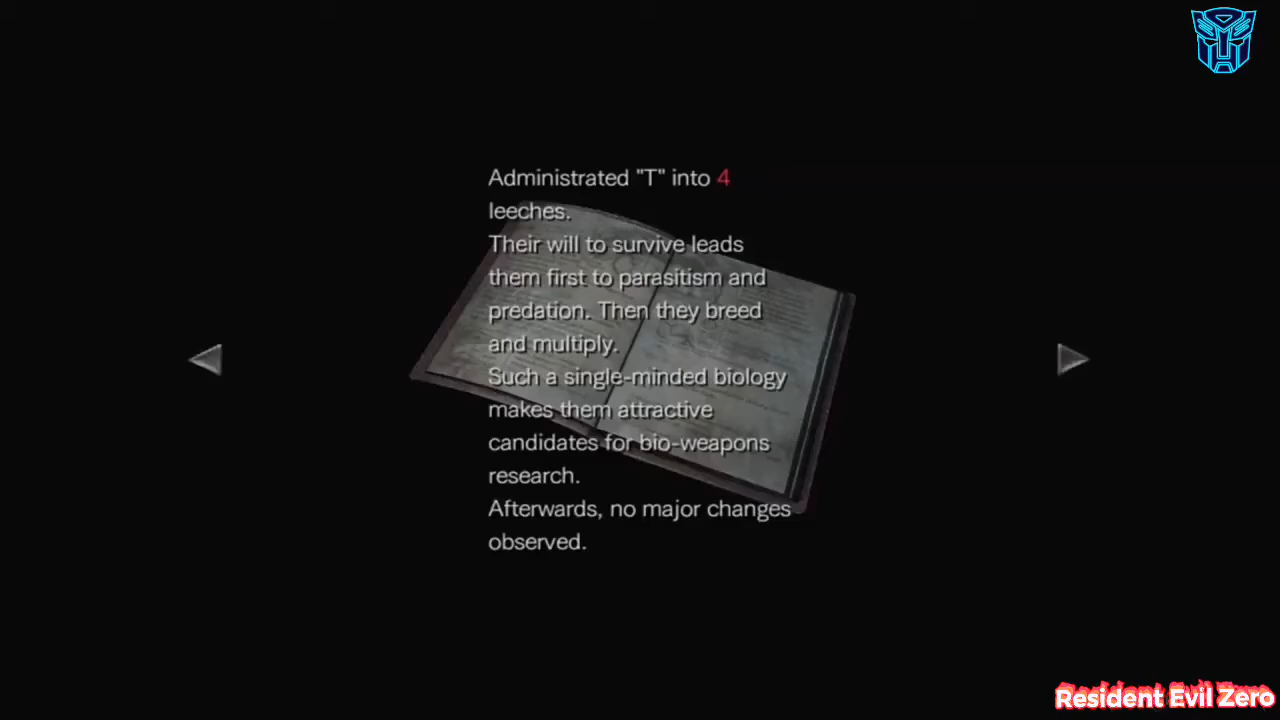 Administrated "T" into 4
leeches.
Their will to survive leads
them first to parasitism and
predation. Then they breed
and multiply.
Such a single-minded biology
makes them attractive
candidates for bio-weapons
research.
Afterwards, no major changes
observed.
Resident Evil Zero